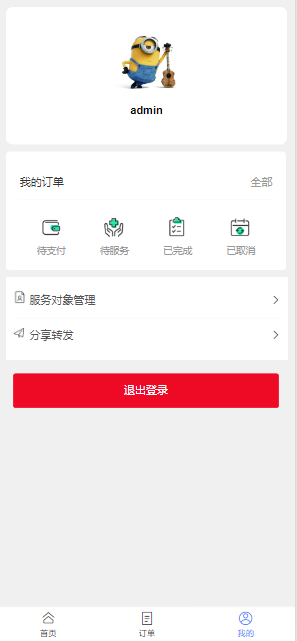 admin
我的订单 全部
待支付 待服务 已完成 已取消
服务对象管理
分享转发
退出登录
首页 订单 我的